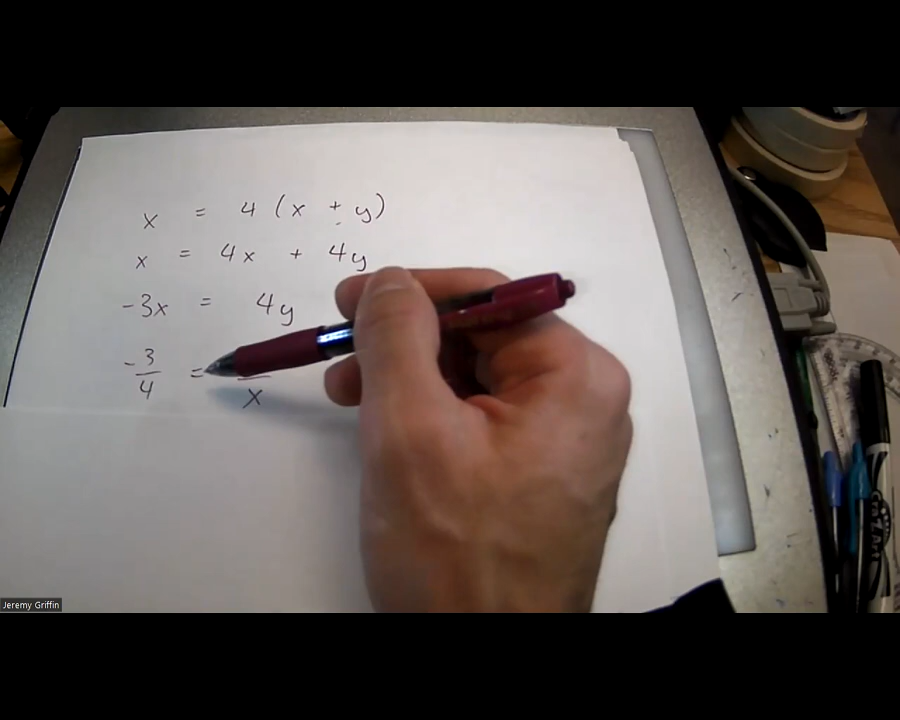 x = 4 (x + y)
x = 4x + 4y
-3x = 4y
-3/4 = /x
Jeremy Griffin